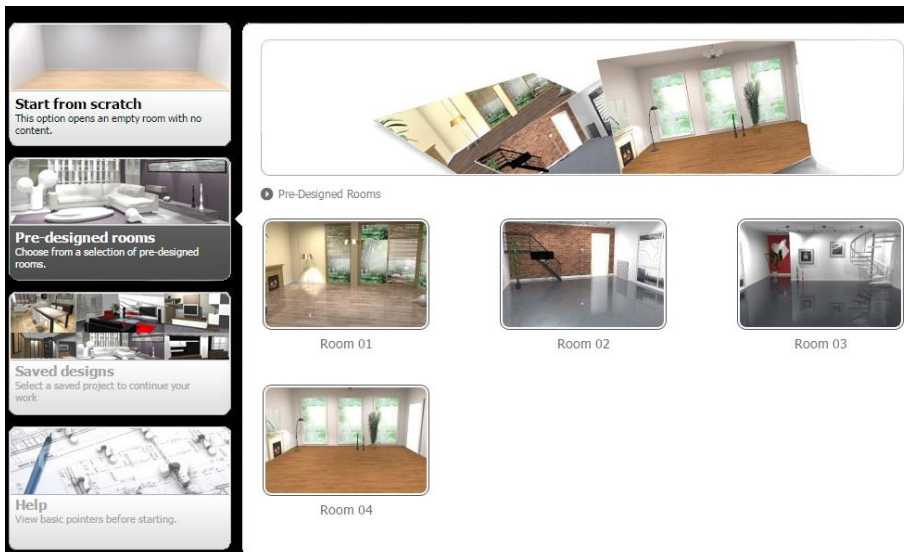 Start from scratch
This option opens an empty room with no
content.
Pre-designed rooms
Choose from a selection of pre-designed
rooms.
Saved designs
Select a saved project to continue your
work
Help
View basic pointers before starting.
Pre-Designed Rooms
Room 01
Room 02
Room 03
Room 04